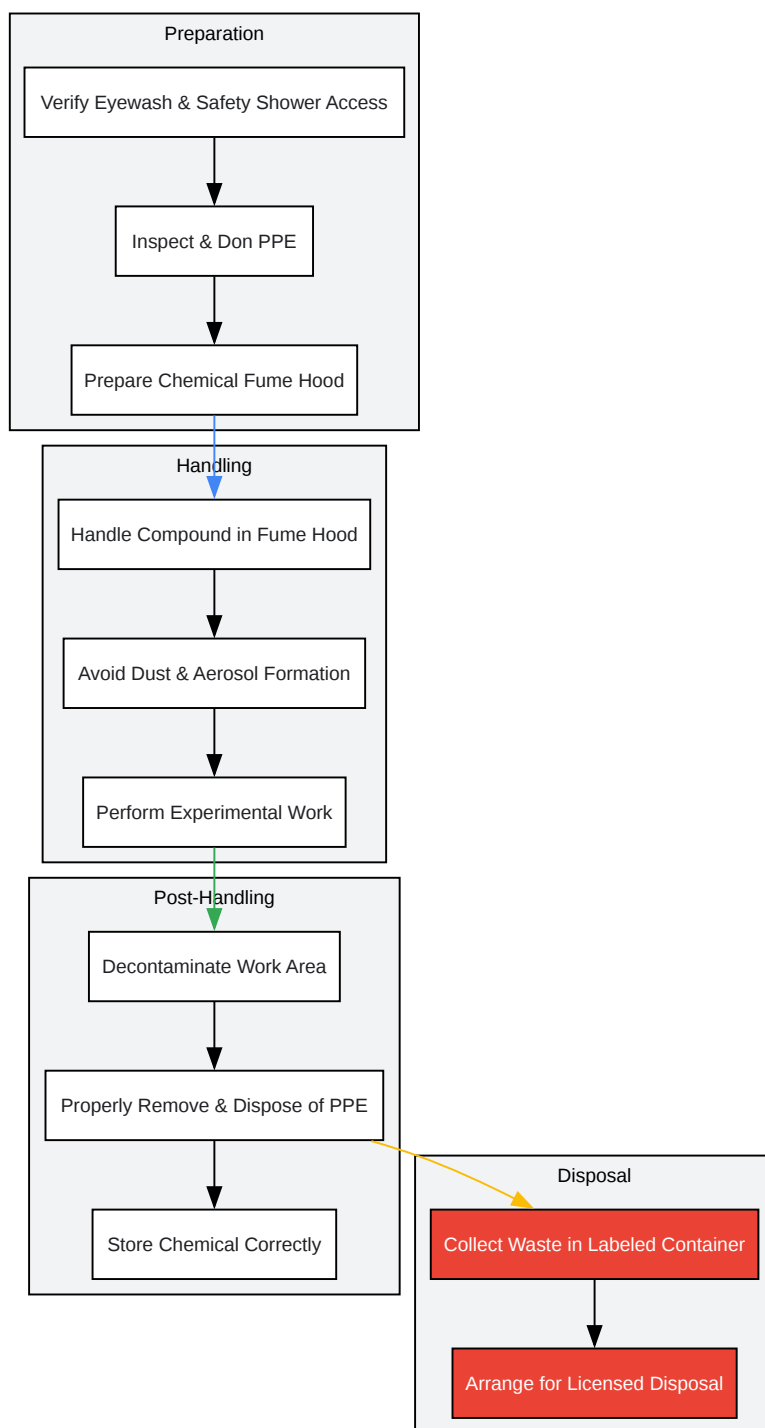 Preparation
Verify Eyewash & Safety Shower Access
Inspect & Don PPE
Prepare Chemical Fume Hood
Handling
Handle Compound in Fume Hood
Avoid Dust & Aerosol Formation
Perform Experimental Work
Post-Handling
Decontaminate Work Area
Properly Remove & Dispose of PPE
Store Chemical Correctly
Disposal
Collect Waste in Labeled Container
Arrange for Licensed Disposal